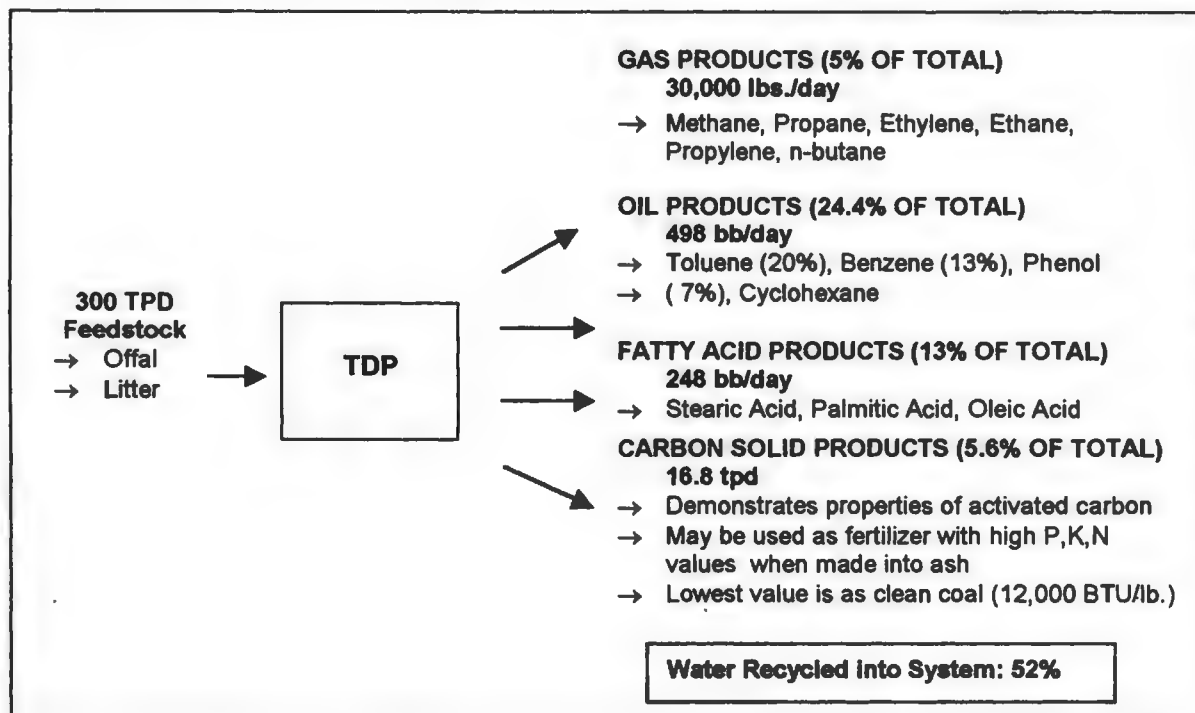 300 TPD
Feedstock
→ Offal
→ Litter
TDP
GAS PRODUCTS (5% OF TOTAL)
30,000 lbs./day
→ Methane, Propane, Ethylene, Ethane,
Propylene, n-butane
OIL PRODUCTS (24.4% OF TOTAL)
498 bb/day
→ Toluene (20%), Benzene (13%), Phenol
→ ( 7%), Cyclohexane
FATTY ACID PRODUCTS (13% OF TOTAL)
248 bb/day
→ Stearic Acid, Palmitic Acid, Oleic Acid
CARBON SOLID PRODUCTS (5.6% OF TOTAL)
16.8 tpd
→ Demonstrates properties of activated carbon
→ May be used as fertilizer with high P,K,N
values when made into ash
→ Lowest value is as clean coal (12,000 BTU/lb.)
Water Recycled into System: 52%